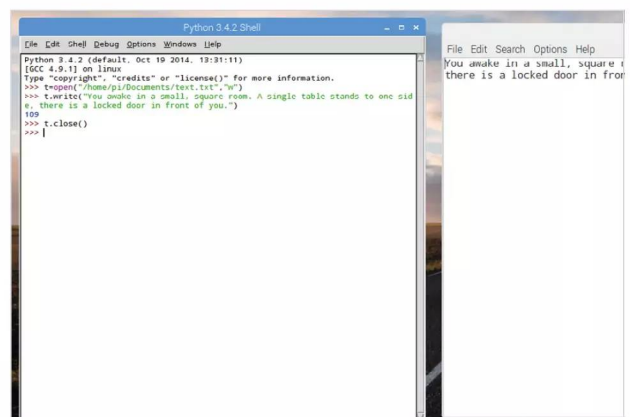 Python 3.4.2 Shell
File Edit Shell Debug Options Windows Help
Python 3.4.2 (default, Oct 19 2014, 13:31:11)
[GCC 4.9.1] on linux
Type "copyright", "credits" or "license()" for more information.
>>> t=open("/home/pi/Documents/text.txt","w")
>>> t.write("You awake in a small, square room. A single table stands to one sid
e, there is a locked door in front of you.")
109
>>> t.close()
>>>
File Edit Search Options Help
You awake in a small, square
there is a locked door in fron